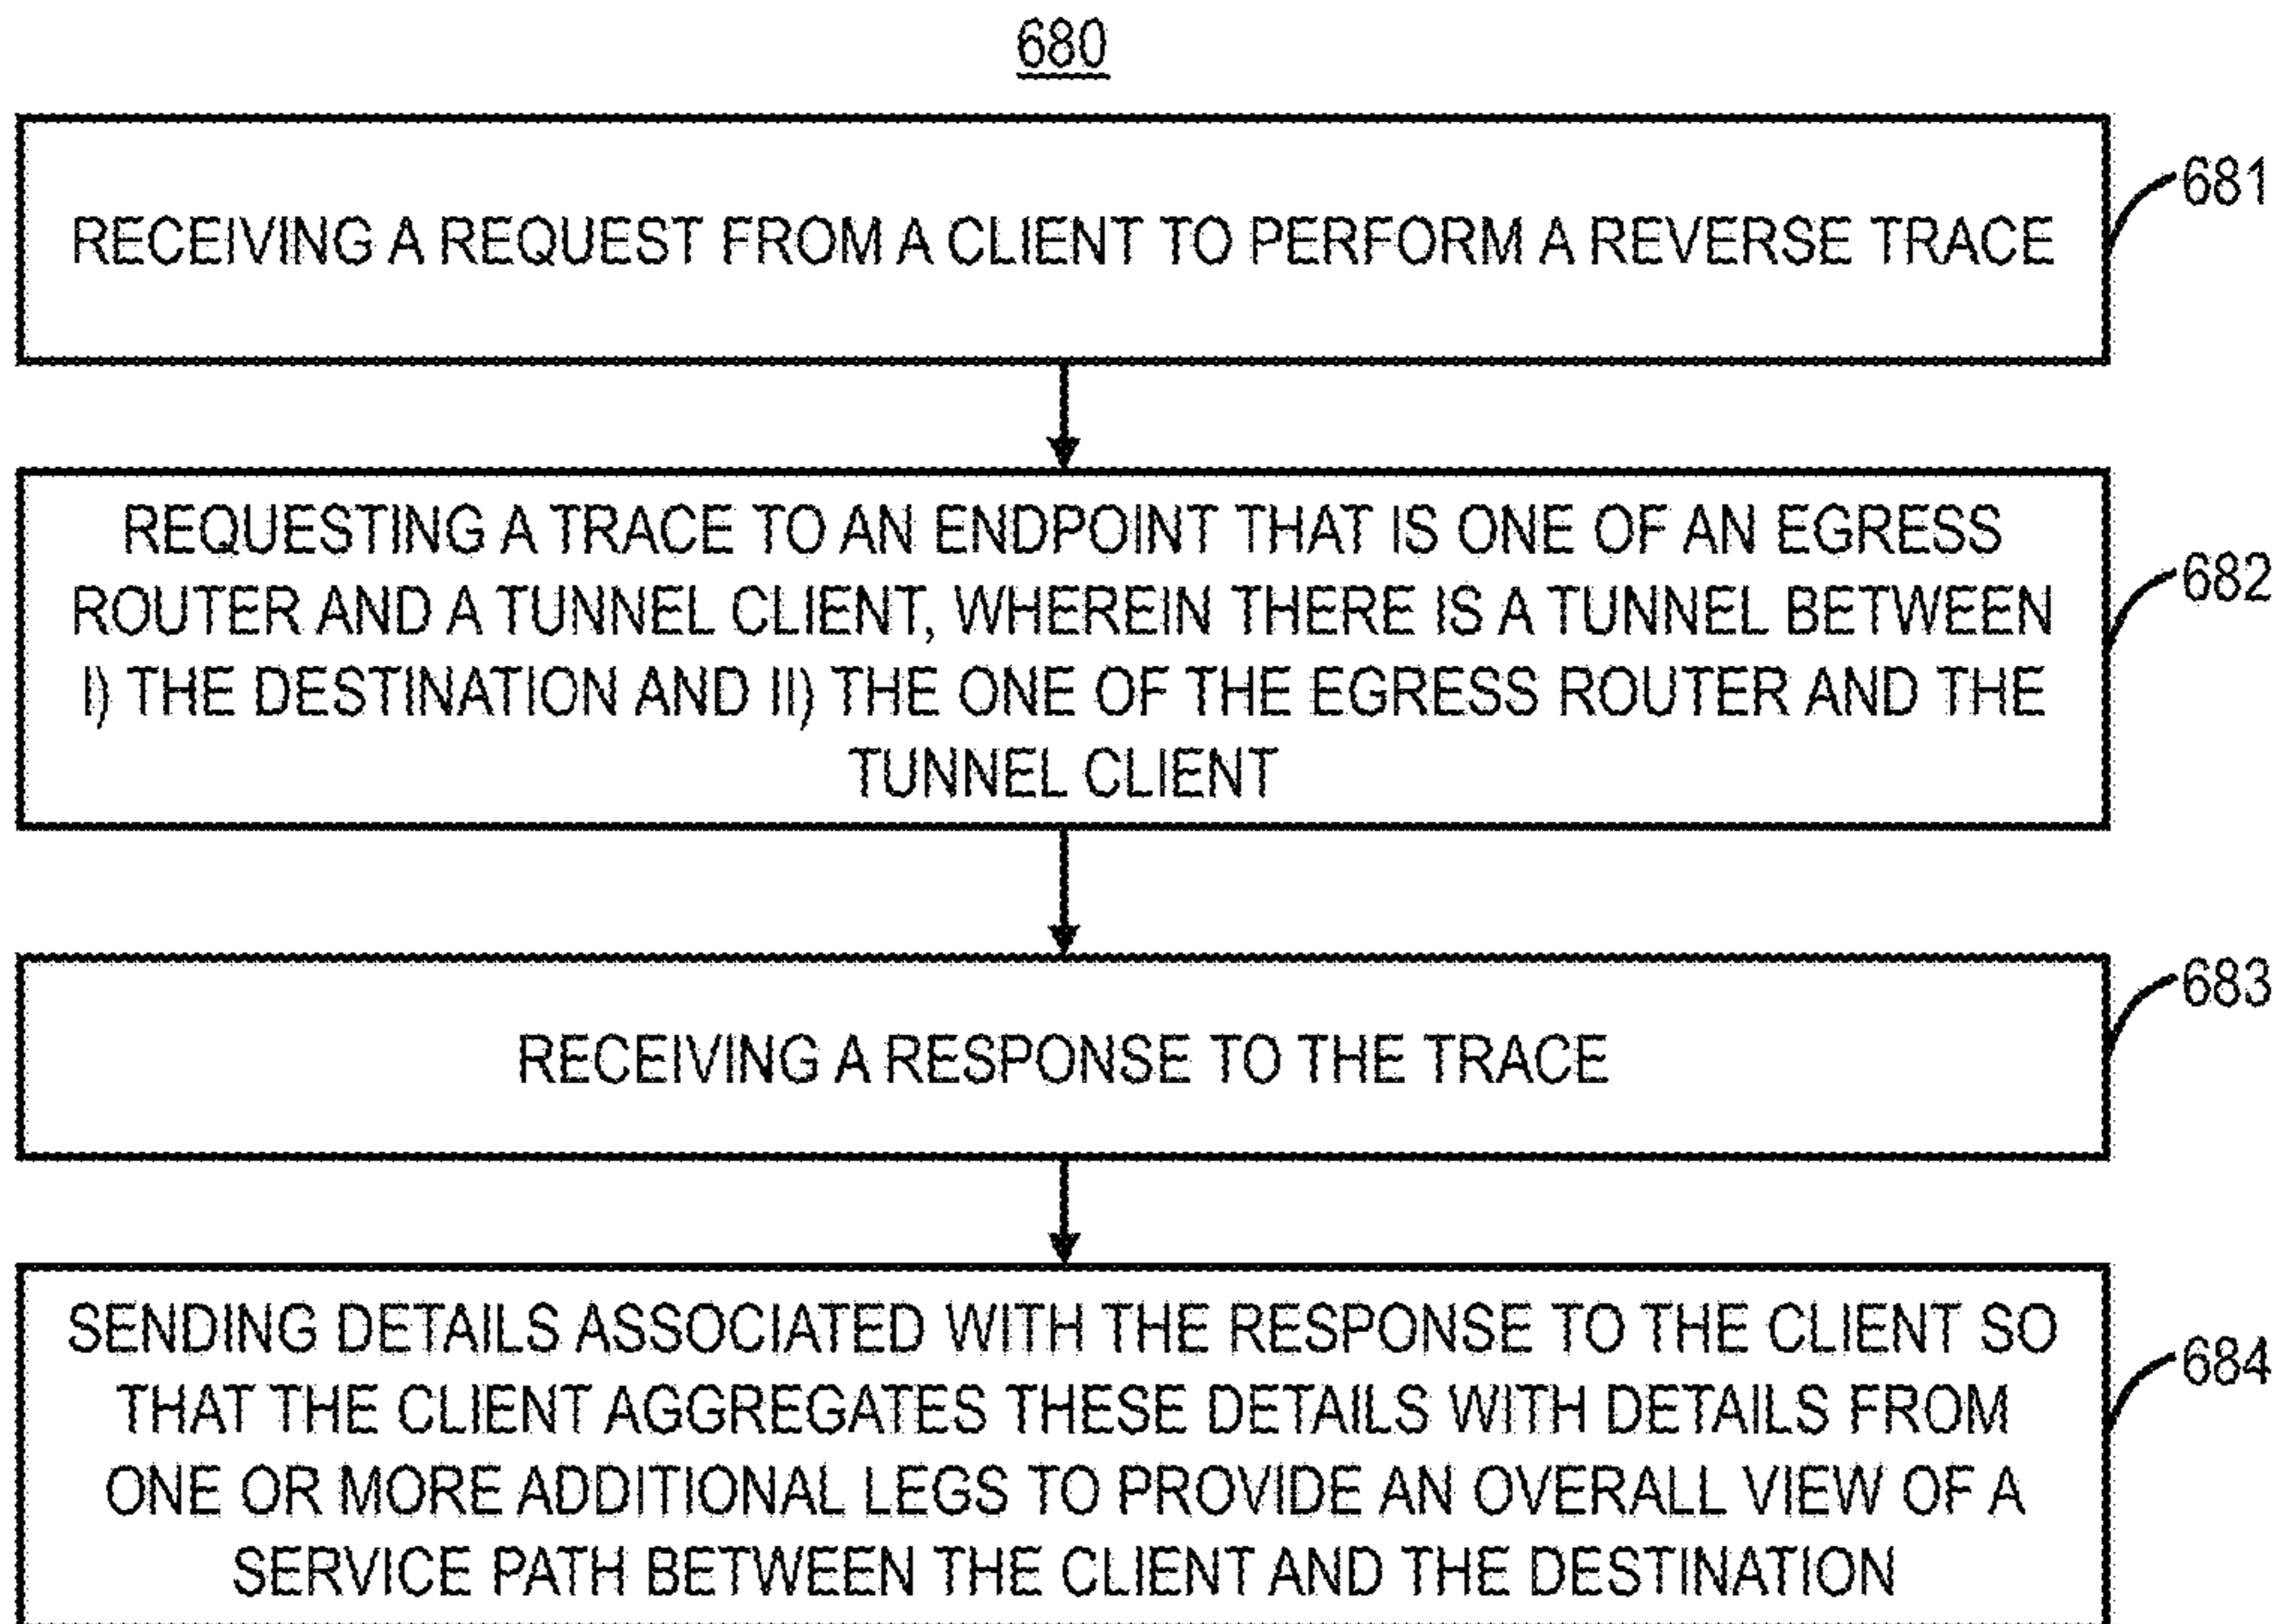 680
RECEIVING A REQUEST FROM A CLIENT TO PERFORM A REVERSE TRACE
681
REQUESTING A TRACE TO AN ENDPOINT THAT IS ONE OF AN EGRESS
ROUTER AND A TUNNEL CLIENT, WHEREIN THERE IS A TUNNEL BETWEEN
I) THE DESTINATION AND II) THE ONE OF THE EGRESS ROUTER AND THE
TUNNEL CLIENT
682
RECEIVING A RESPONSE TO THE TRACE
683
SENDING DETAILS ASSOCIATED WITH THE RESPONSE TO THE CLIENT SO
THAT THE CLIENT AGGREGATES THESE DETAILS WITH DETAILS FROM
ONE OR MORE ADDITIONAL LEGS TO PROVIDE AN OVERALL VIEW OF A
SERVICE PATH BETWEEN THE CLIENT AND THE DESTINATION
684